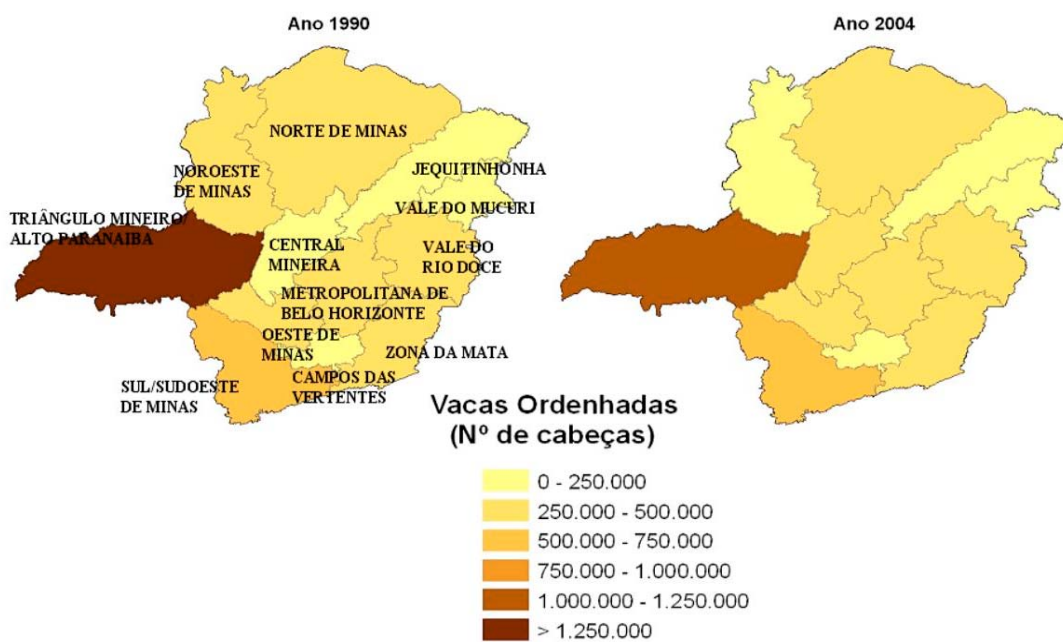 Ano 1990
NORTE DE MINAS
NOROESTE
DE MINAS
JEQUITINHONHA
VALE DO MUCURI
TRIÂNGULO MINEIRO/
ALTO PARANAIBA
CENTRAL
MINEIRA
VALE DO
RIO DOCE
METROPOLITANA DE
BELO HORIZONTE
OESTE DE
MINAS
ZONA DA MATA
SUL/SUDOESTE
DE MINAS
CAMPOS DAS
VERTENTES
Ano 2004
Vacas Ordenhadas
(Nº de cabeças)
0 - 250.000
250.000 - 500.000
500.000 - 750.000
750.000 - 1.000.000
1.000.000 - 1.250.000
> 1.250.000